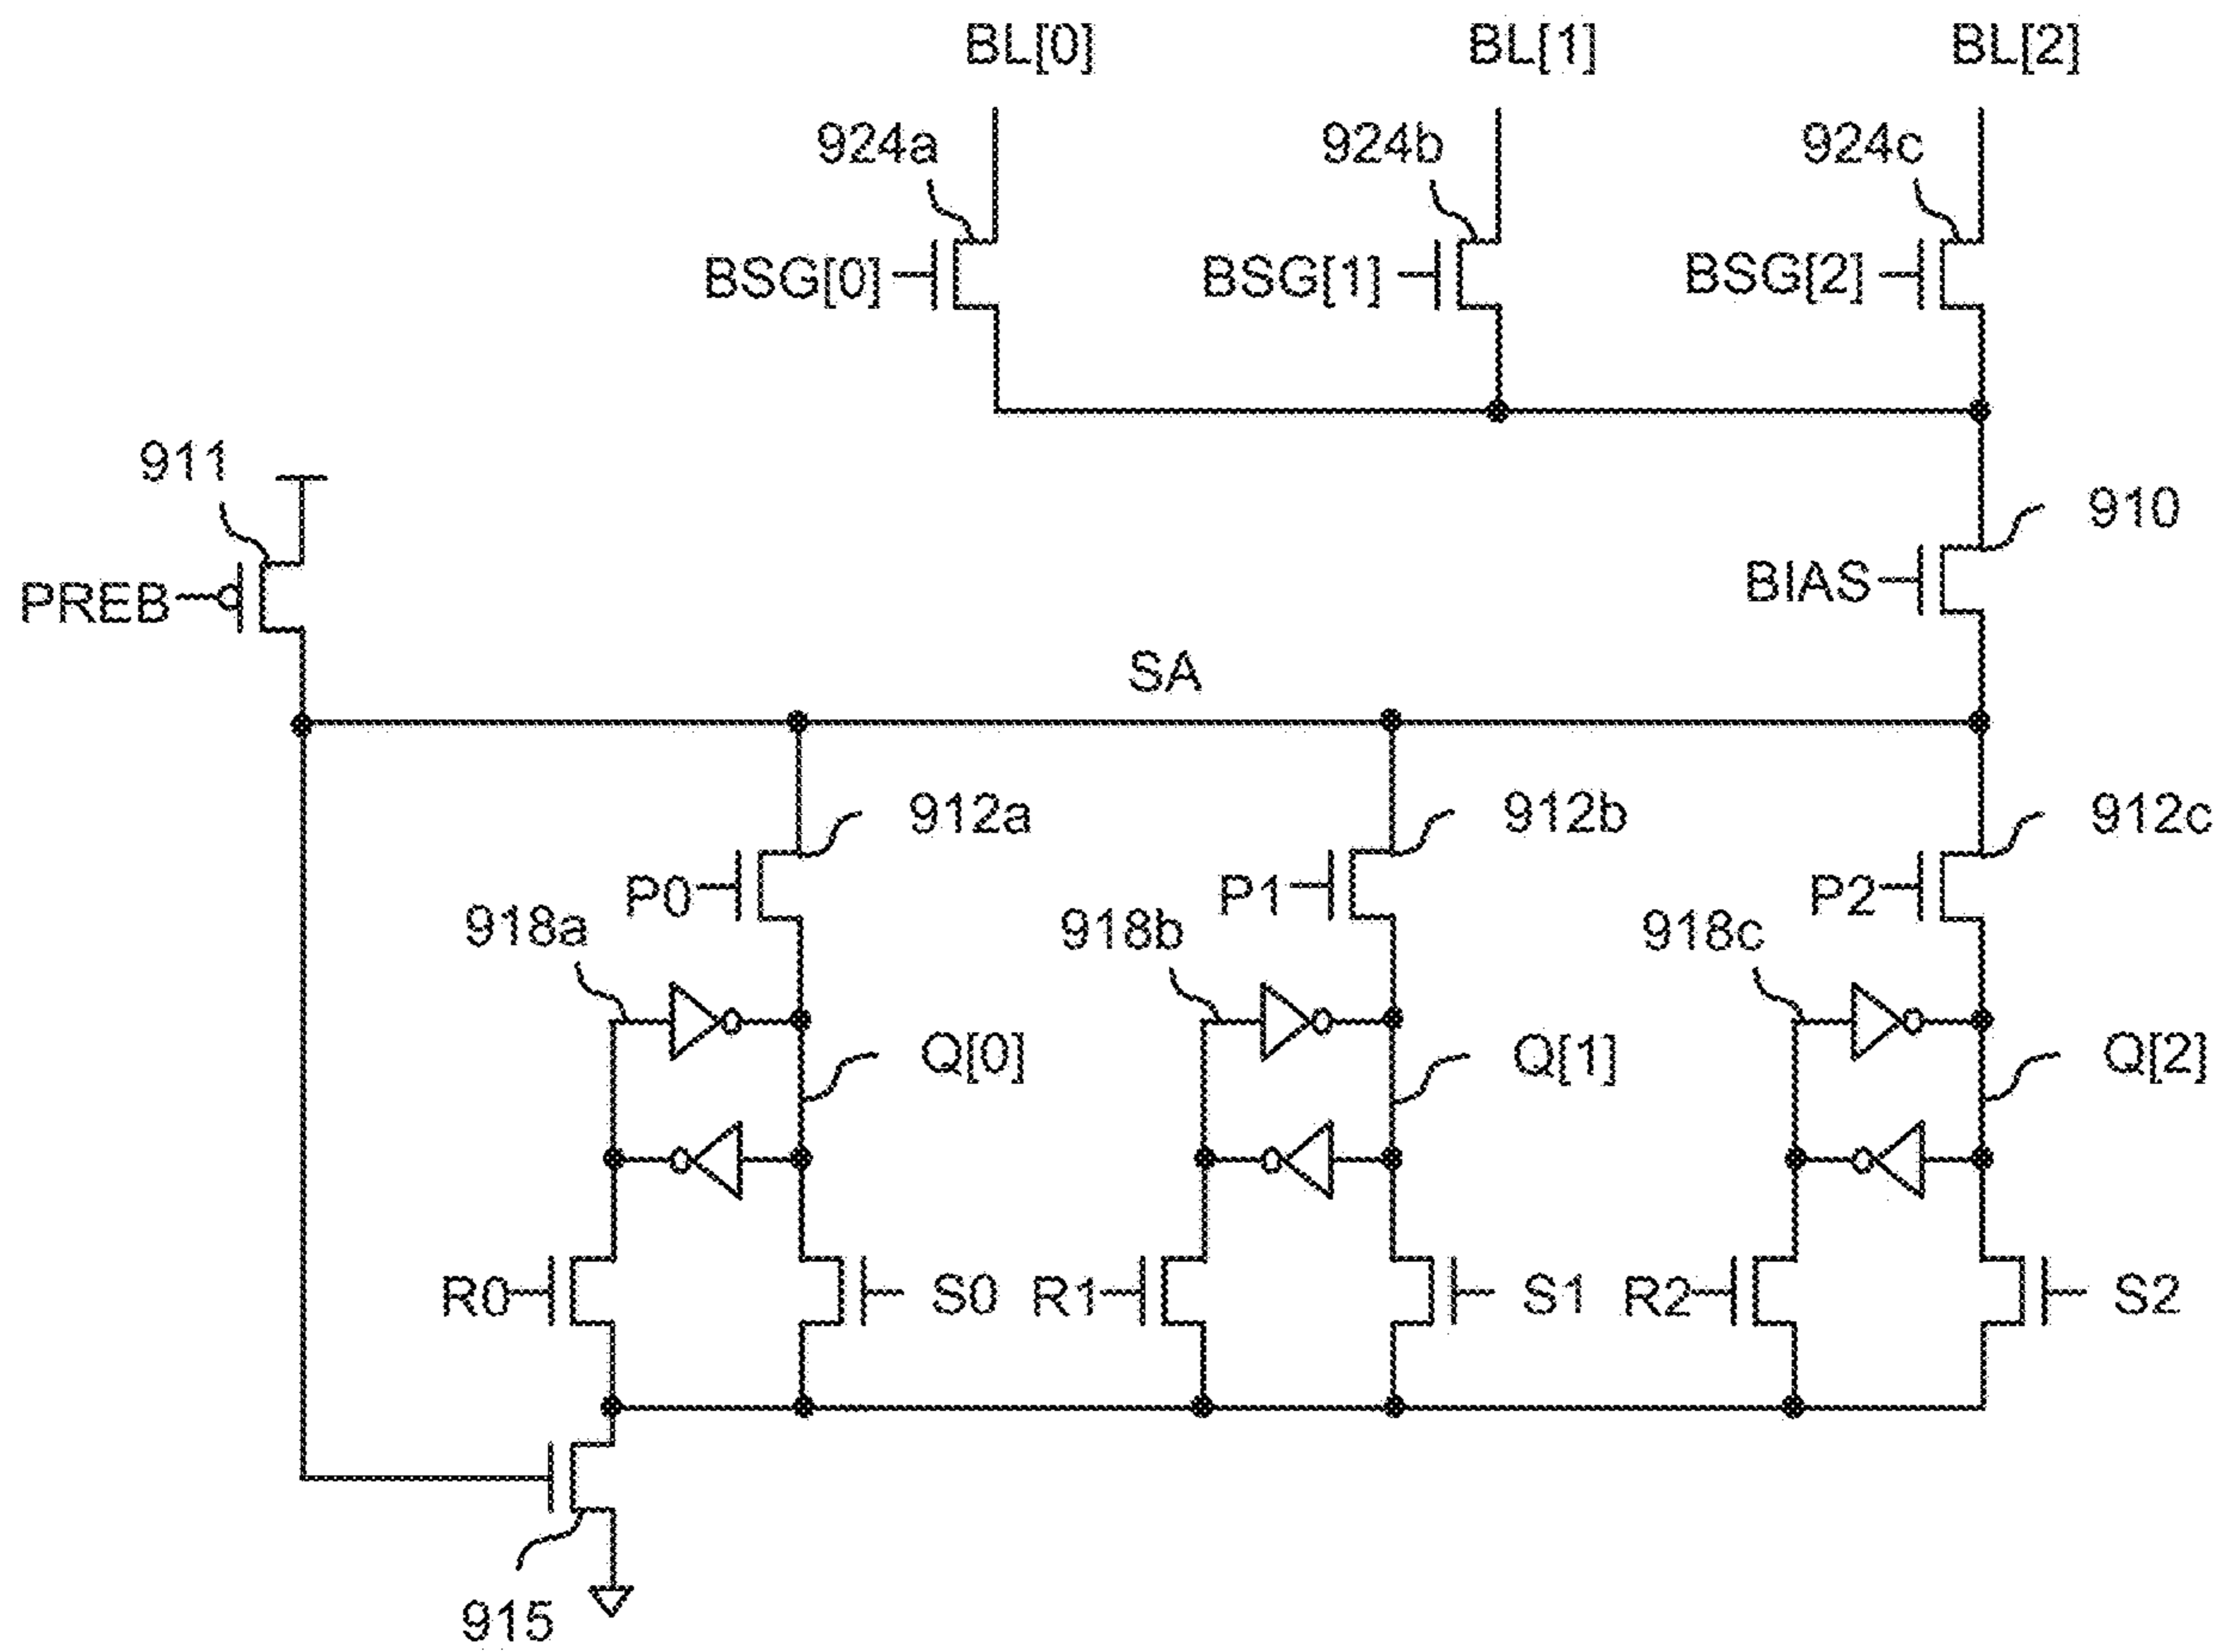 BL[0] BL[1] BL[2]
924a 924b 924c
BSG[0] BSG[1] BSG[2]
911
910
PREB
BIAS
SA
912a 912b 912c
P0 P1 P2
918a 918b 918c
Q[0] Q[1] Q[2]
R0 S0 R1 S1 R2 S2
915